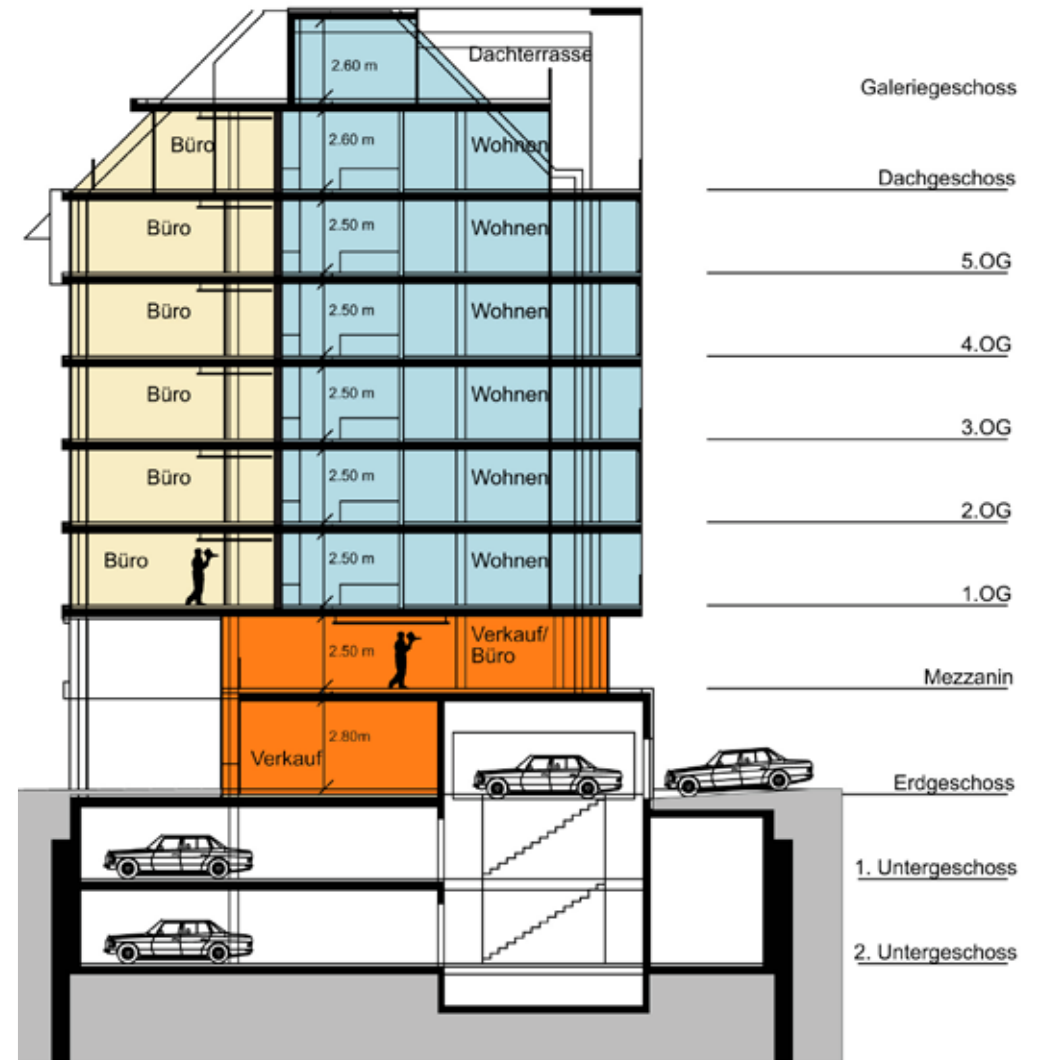 2.60 m
Dachterrasse
Galeriegeschoss
Büro
2.60 m
Wohnen
Dachgeschoss
Büro
2.50 m
Wohnen
5.OG
Büro
2.50 m
Wohnen
4.OG
Büro
2.50 m
Wohnen
3.OG
Büro
2.50 m
Wohnen
2.OG
Büro
2.50 m
Wohnen
1.OG
2.50 m
Verkauf/
Büro
Mezzanin
2.80m
Verkauf
Erdgeschoss
1. Untergeschoss
2. Untergeschoss